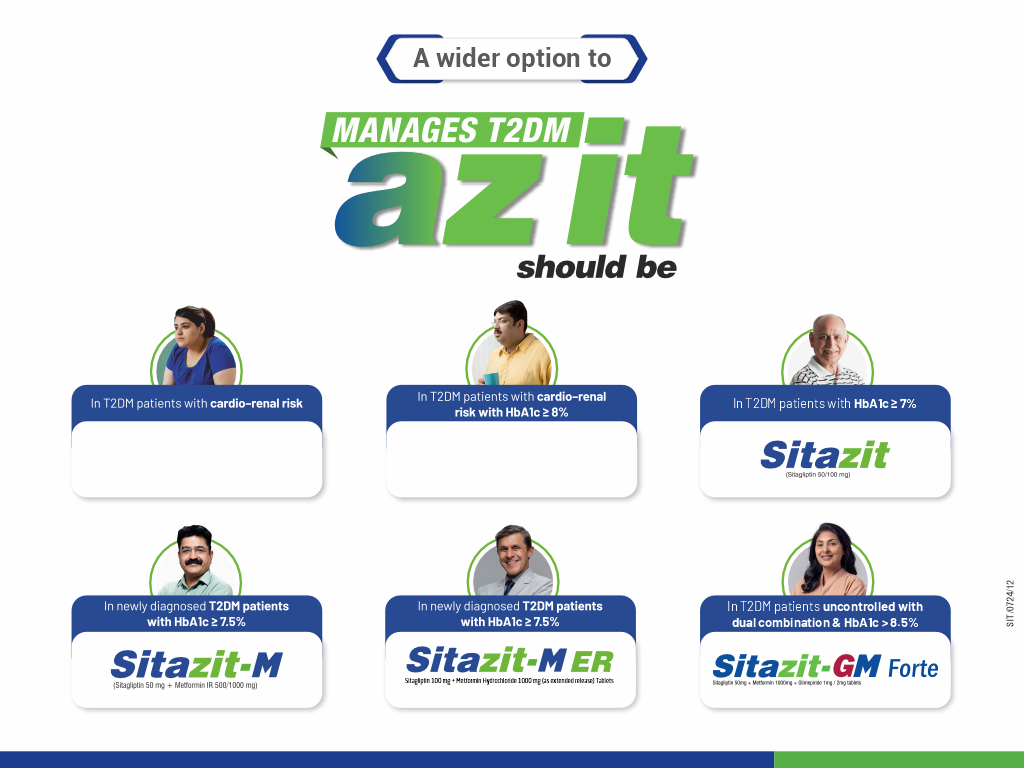 A wider option to
MANAGES T2DM
azit
should be
In T2DM patients with cardio-renal risk
In T2DM patients with cardio-renal
risk with HbA1c ≥ 8%
In T2DM patients with HbA1c ≥ 7%
Sitazit
(Sitagliptin 50/100 mg)
In newly diagnosed T2DM patients
with HbA1c ≥ 7.5%
Sitazit-M
(Sitagliptin 50 mg + Metformin IR 500/1000 mg)
In newly diagnosed T2DM patients
with HbA1c ≥ 7.5%
Sitazit-M ER
Sitagliptin 100 mg + Metformin Hydrochloride 1000 mg (as extended release) Tablets
In T2DM patients uncontrolled with
dual combination & HbA1c > 8.5%
Sitazit-GM Forte
Sitagliptin 50mg + Metformin 1000mg + Glimepiride 1mg / 2mg tablets
SIT/0724/12